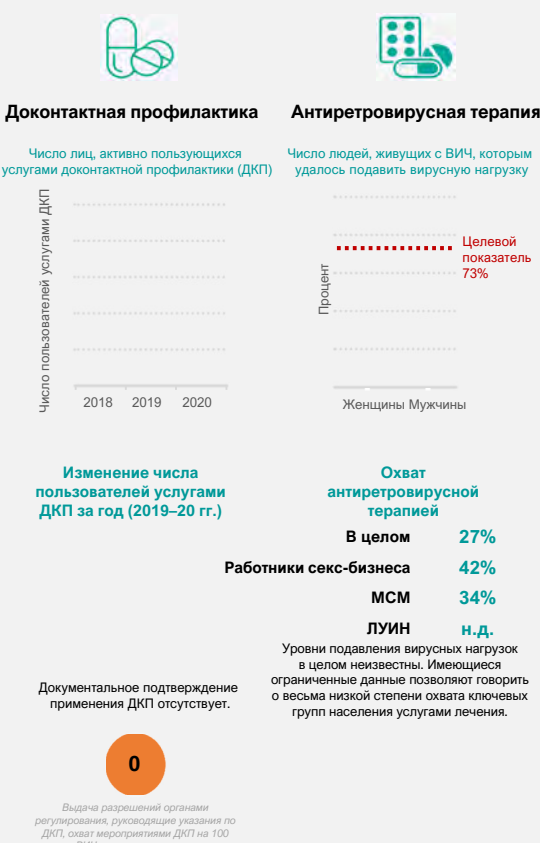 Доконтактная профилактика
Число лиц, активно пользующихся
услугами доконтактной профилактики (ДКП)
Число пользователей услугами ДКП
2018 2019 2020
Изменение числа
пользователей услугами
ДКП за год (2019–20 гг.)
Документальное подтверждение
применения ДКП отсутствует.
0
Выдача разрешений органами
регулирования, руководящие указания по
ДКП, охват мероприятиями ДКП на 100
Антиретровирусная терапия
Число людей, живущих с ВИЧ, которым
удалось подавить вирусную нагрузку
Процент
Целевой
показатель
73%
Женщины Мужчины
Охват
антиретровирусной
терапией
В целом 27%
Работники секс-бизнеса 42%
МСМ 34%
ЛУИН н.д.
Уровни подавления вирусных нагрузок
в целом неизвестны. Имеющиеся
ограниченные данные позволяют говорить
о весьма низкой степени охвата ключевых
групп населения услугами лечения.